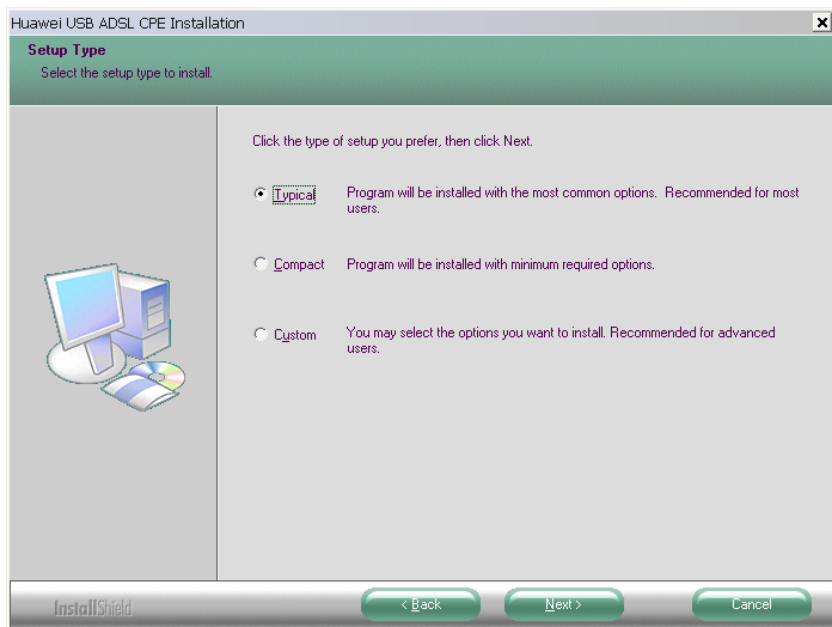 Huawei USB ADSL CPE Installation
Setup Type
Select the setup type to install.
Click the type of setup you prefer, then click Next.
Typical
Program will be installed with the most common options. Recommended for most
users.
Compact
Program will be installed with minimum required options.
Custom
You may select the options you want to install. Recommended for advanced
users.
InstallShield
< Back
Next >
Cancel